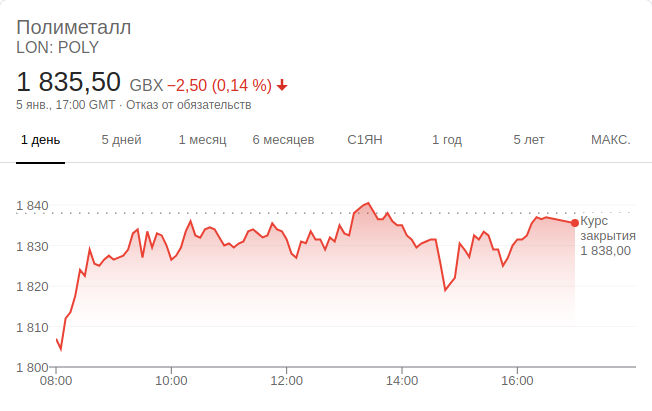 Полиметалл
LON: POLY
1 835,50 GBX −2,50 (0,14 %)
5 янв., 17:00 GMT · Отказ от обязательств
1 день 5 дней 1 месяц 6 месяцев С1ЯН 1 год 5 лет МАКС.
1 840
1 830
1 820
1 810
1 800
Курс
закрытия
1 838,00
08:00 10:00 12:00 14:00 16:00